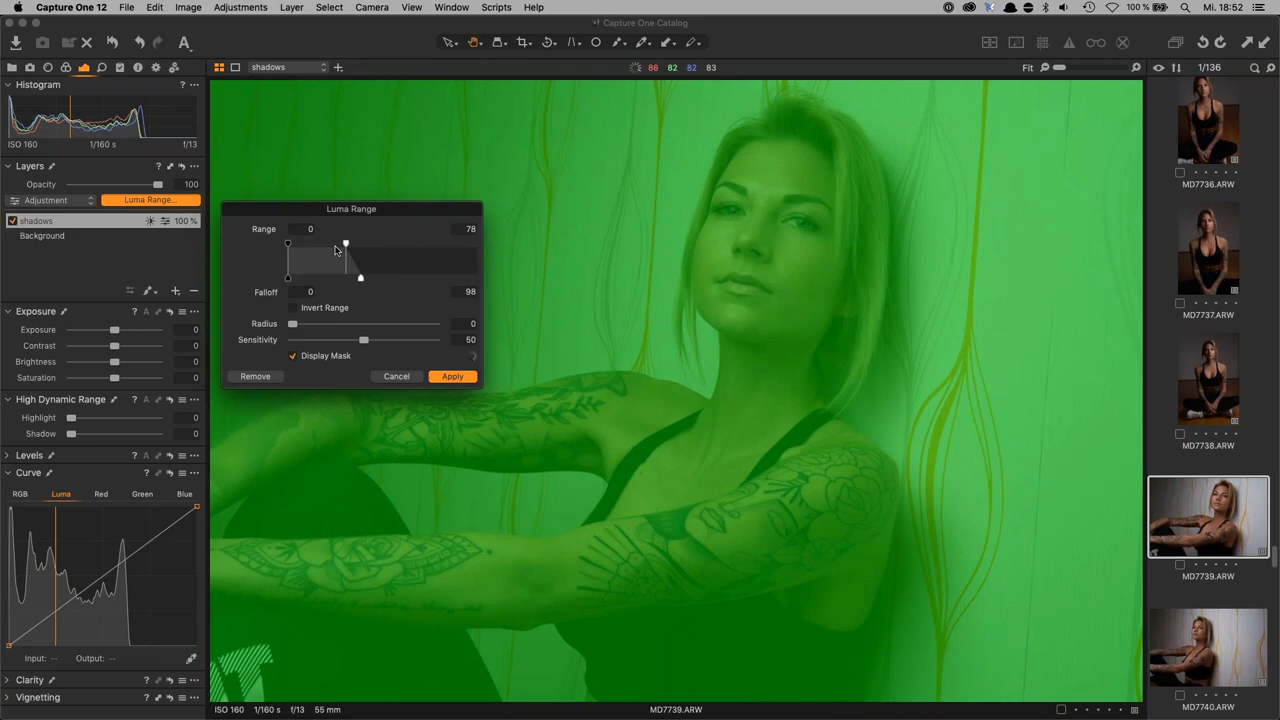 Capture One 12 File Edit Image Adjustments Layer Select Camera View Window Scripts Help 100 % Mi. 18:52
Capture One Catalog
shadows
86 82 82 83
Fit
1/136
Histogram
ISO 160 1/160 s f/13
Layers
Opacity 100
Adjustment Luma Range...
shadows 100 %
Background
Exposure
Exposure 0
Contrast 0
Brightness 0
Saturation 0
High Dynamic Range
Highlight 0
Shadow 0
Levels
Curve
RGB Luma Red Green Blue
Input: -- Output: --
Clarity
Vignetting
Luma Range
Range 0 78
Falloff 0 98
Invert Range
Radius 0
Sensitivity 50
Display Mask
Remove Cancel Apply
ISO 160 1/160 s f/13 55 mm MD7739.ARW
MD7736.ARW
MD7737.ARW
MD7738.ARW
MD7739.ARW
MD7740.ARW